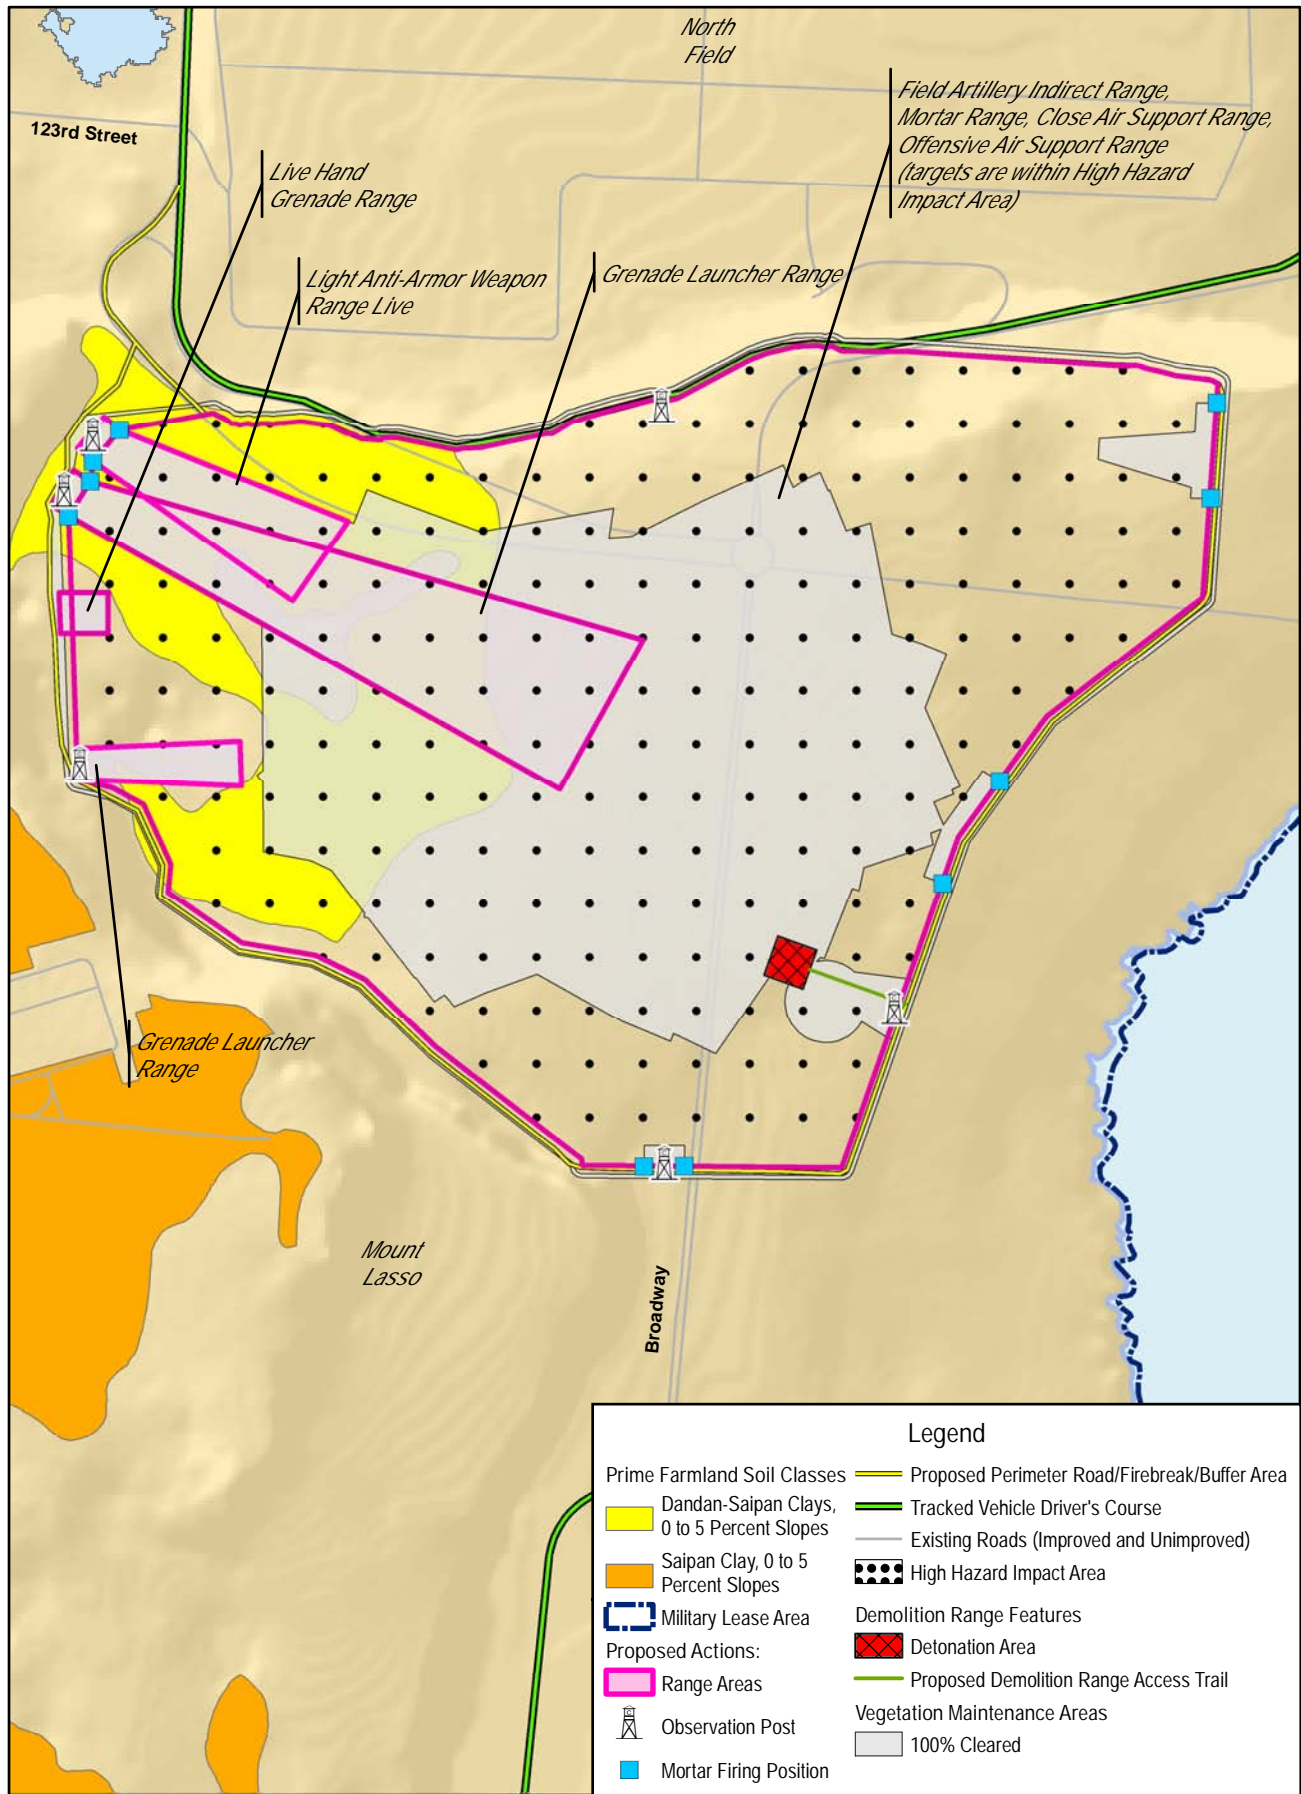 North
Field
123rd Street
Field Artillery Indirect Range,
Mortar Range, Close Air Support Range,
Offensive Air Support Range
(targets are within High Hazard
Impact Area)
Live Hand
Grenade Range
Light Anti-Armor Weapon
Range Live
Grenade Launcher Range
Grenade Launcher
Range
Mount
Lasso
Broadway
Legend
Prime Farmland Soil Classes
Dandan-Saipan Clays,
0 to 5 Percent Slopes
Saipan Clay, 0 to 5
Percent Slopes
Military Lease Area
Proposed Actions:
Range Areas
Observation Post
Mortar Firing Position
Proposed Perimeter Road/Firebreak/Buffer Area
Tracked Vehicle Driver's Course
Existing Roads (Improved and Unimproved)
High Hazard Impact Area
Demolition Range Features
Detonation Area
Proposed Demolition Range Access Trail
Vegetation Maintenance Areas
100% Cleared